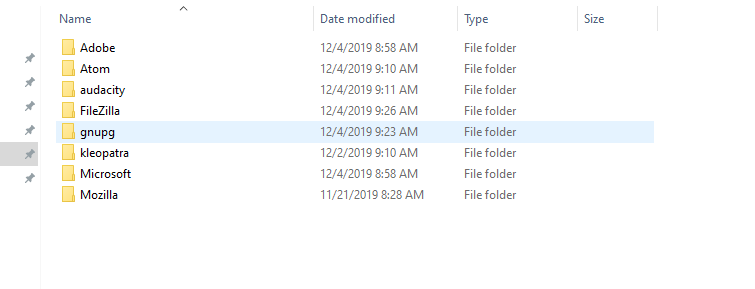 Name Date modified Type Size
Adobe 12/4/2019 8:58 AM File folder
Atom 12/4/2019 9:10 AM File folder
audacity 12/4/2019 9:11 AM File folder
FileZilla 12/4/2019 9:26 AM File folder
gnupg 12/4/2019 9:23 AM File folder
kleopatra 12/2/2019 9:10 AM File folder
Microsoft 12/4/2019 8:58 AM File folder
Mozilla 11/21/2019 8:28 AM File folder